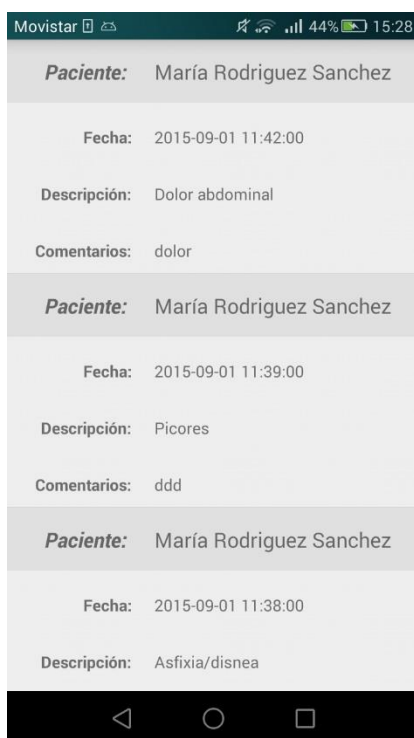 Movistar 44% 15:28
Paciente: María Rodriguez Sanchez
Fecha: 2015-09-01 11:42:00
Descripción: Dolor abdominal
Comentarios: dolor
Paciente: María Rodriguez Sanchez
Fecha: 2015-09-01 11:39:00
Descripción: Picores
Comentarios: ddd
Paciente: María Rodriguez Sanchez
Fecha: 2015-09-01 11:38:00
Descripción: Asfixia/disnea